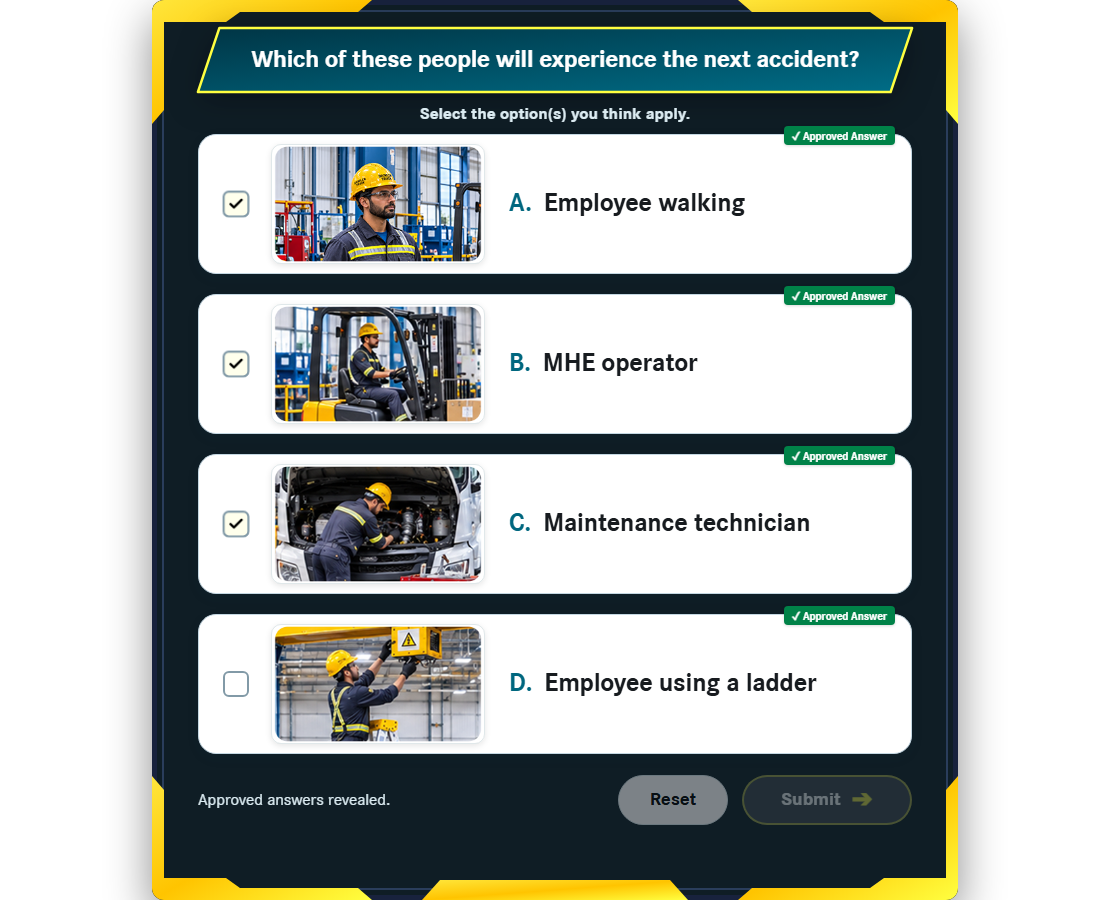 Which of these people will experience the next accident?
Select the option(s) you think apply.
✓ Approved Answer
A. Employee walking
✓ Approved Answer
B. MHE operator
✓ Approved Answer
C. Maintenance technician
✓ Approved Answer
D. Employee using a ladder
Approved answers revealed.
Reset
Submit ➔